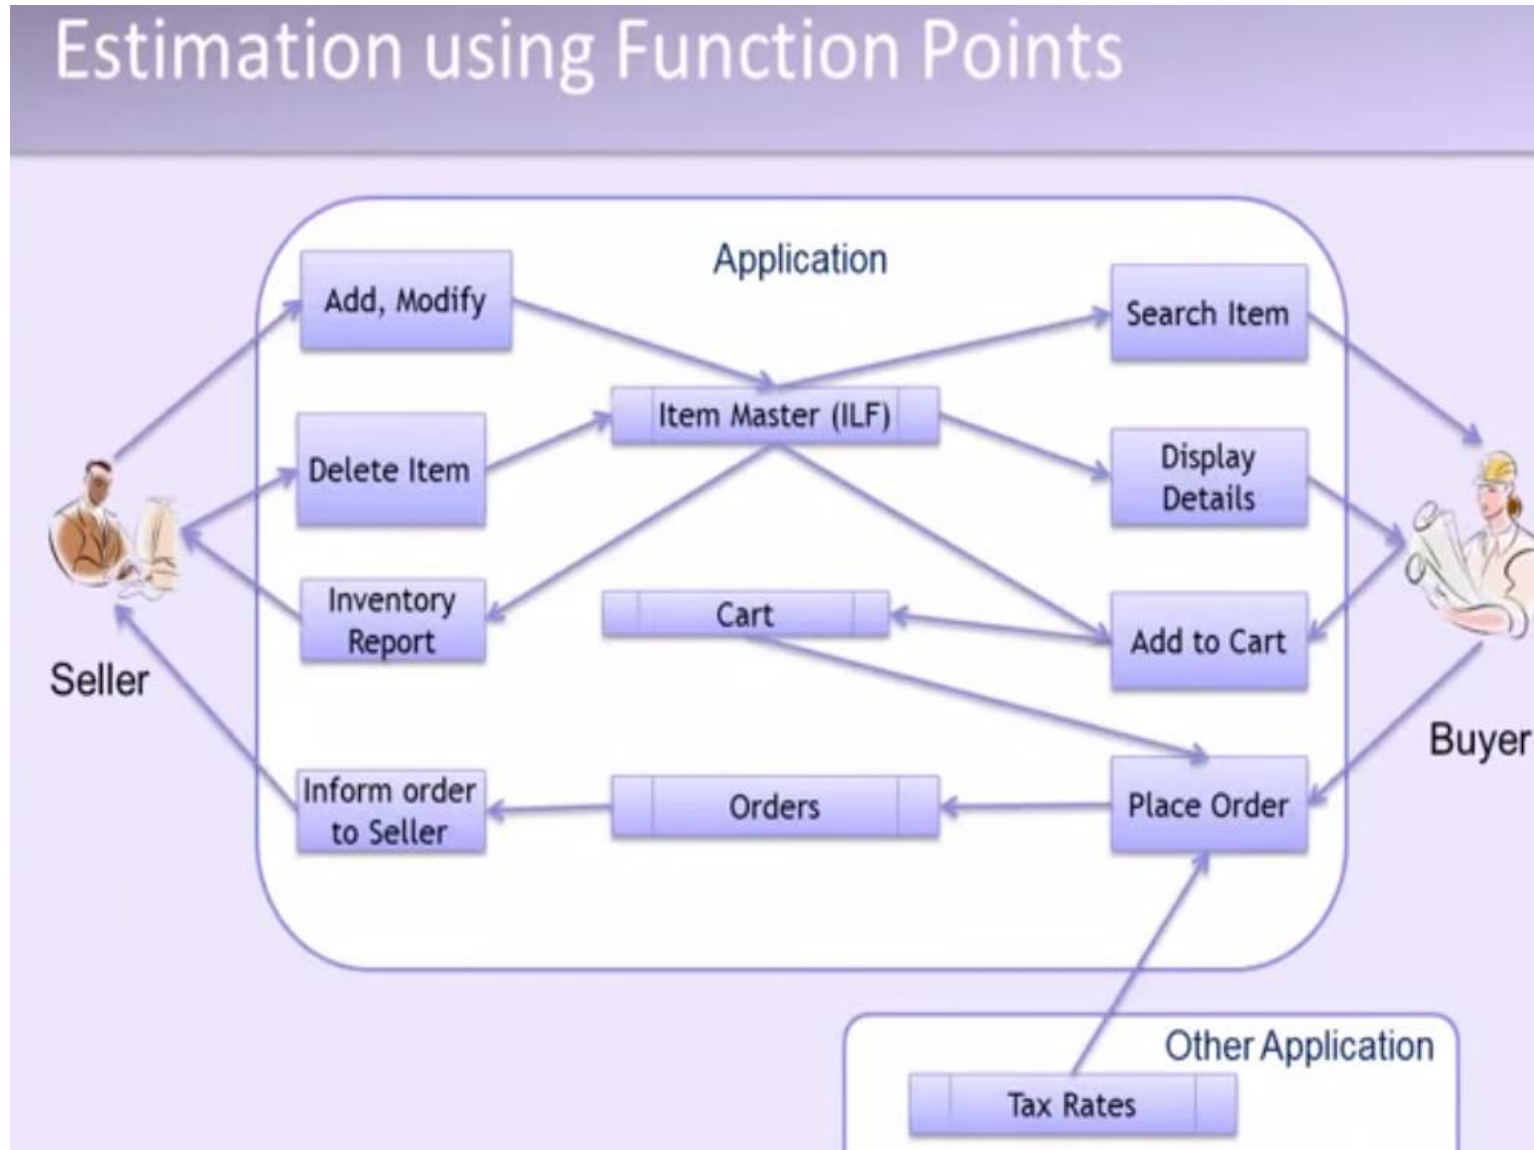 Estimation using Function Points
Application
Add, Modify
Search Item
Item Master (ILF)
Delete Item
Display
Details
Inventory
Report
Cart
Add to Cart
Seller
Buyer
Inform order
to Seller
Orders
Place Order
Other Application
Tax Rates